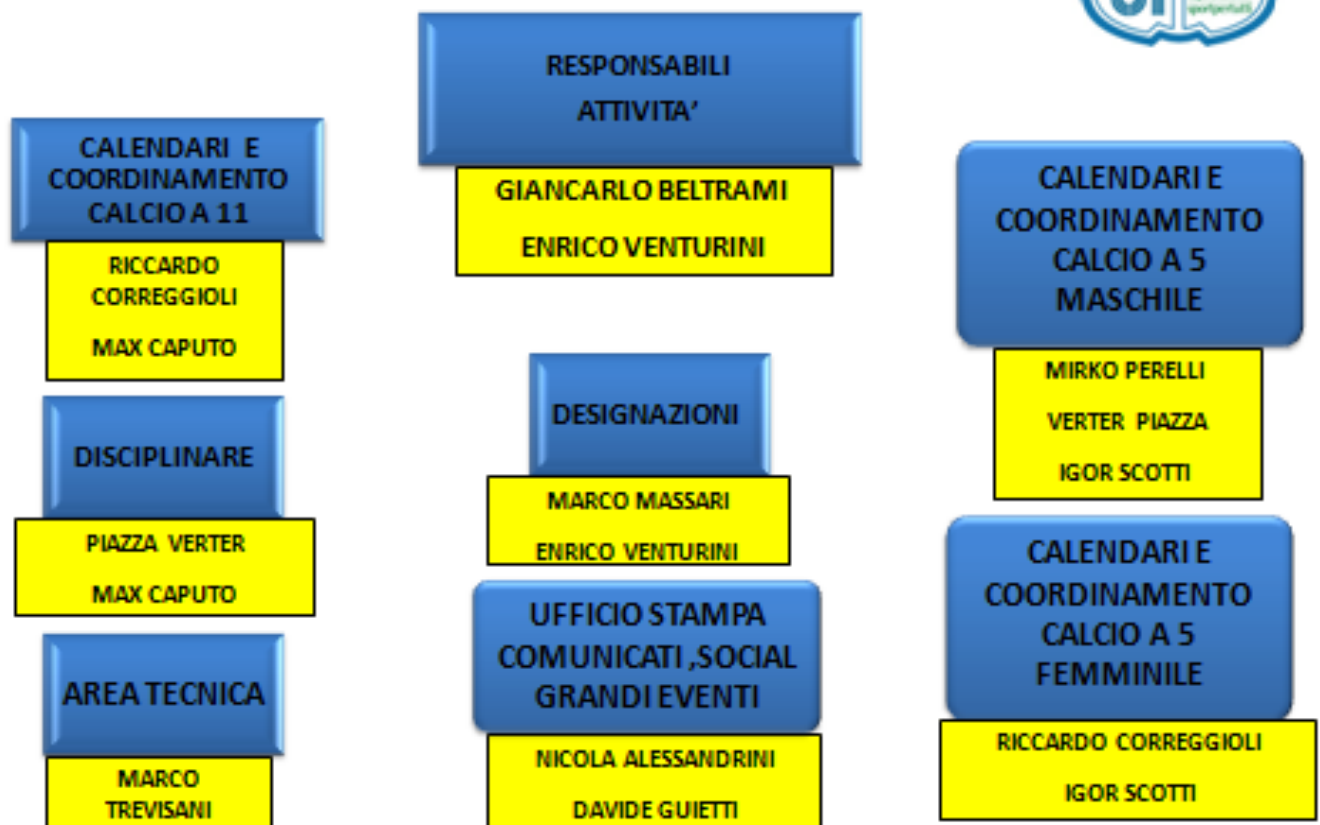 sportpertutti
RESPONSABILI
ATTIVITA'
GIANCARLO BELTRAMI
ENRICO VENTURINI
CALENDARI E
COORDINAMENTO
CALCIO A 11
RICCARDO
CORREGGIOLI
MAX CAPUTO
DISCIPLINARE
PIAZZA VERTER
MAX CAPUTO
AREA TECNICA
MARCO
TREVISANI
DESIGNAZIONI
MARCO MASSARI
ENRICO VENTURINI
UFFICIO STAMPA
COMUNICATI ,SOCIAL
GRANDI EVENTI
NICOLA ALESSANDRINI
DAVIDE GUIETTI
CALENDARI E
COORDINAMENTO
CALCIO A 5
MASCHILE
MIRKO PERELLI
VERTER PIAZZA
IGOR SCOTTI
CALENDARI E
COORDINAMENTO
CALCIO A 5
FEMMINILE
RICCARDO CORREGGIOLI
IGOR SCOTTI